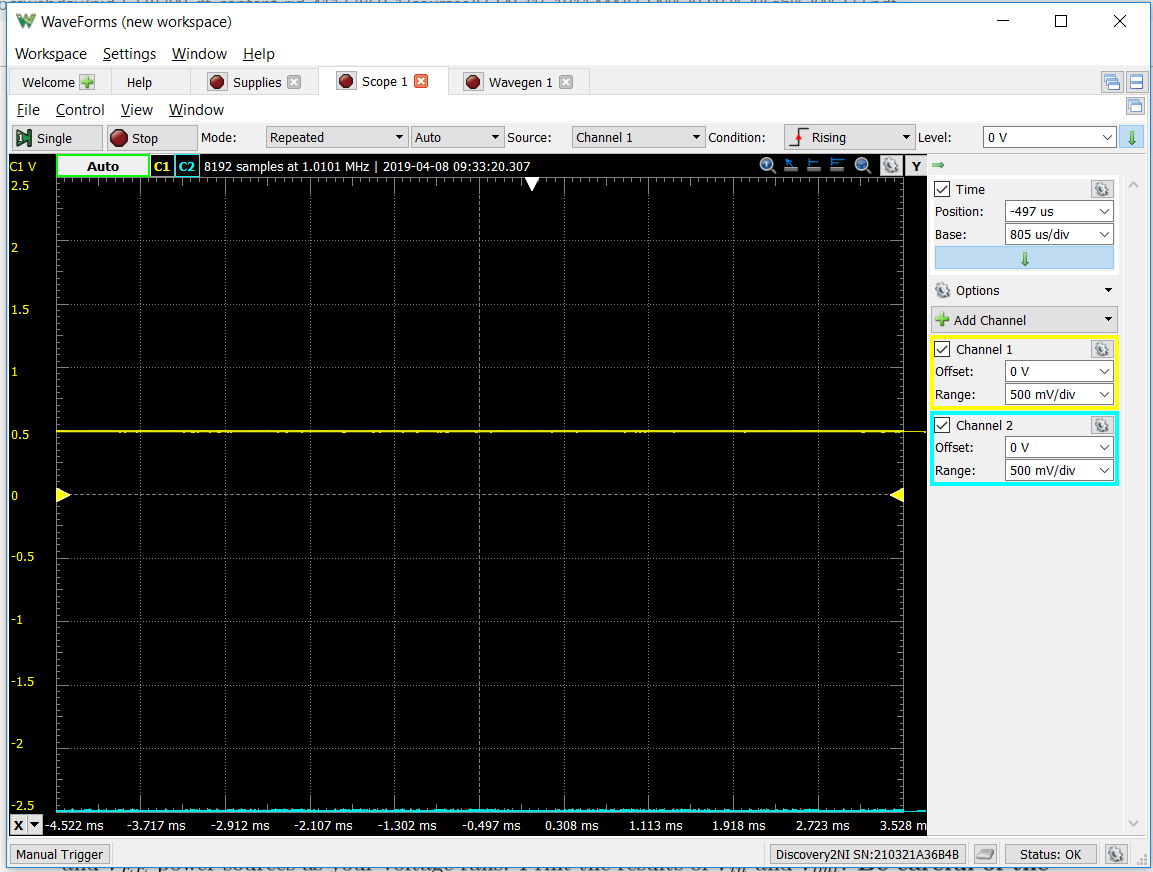 WaveForms (new workspace)
Workspace Settings Window Help
Welcome Help Supplies Scope 1 Wavegen 1
File Control View Window
Single Stop Mode: Repeated Auto Source: Channel 1 Condition: Rising Level: 0 V
C1 V Auto C1 C2 8192 samples at 1.0101 MHz | 2019-04-08 09:33:20.307 Y
2.5
2
1.5
1
0.5
0
-0.5
-1
-1.5
-2
-2.5
X -4.522 ms -3.717 ms -2.912 ms -2.107 ms -1.302 ms -0.497 ms 0.308 ms 1.113 ms 1.918 ms 2.723 ms 3.528 m
Time
Position: -497 us
Base: 805 us/div
Options
Add Channel
Channel 1
Offset: 0 V
Range: 500 mV/div
Channel 2
Offset: 0 V
Range: 500 mV/div
Manual Trigger Discovery2NI SN:210321A36B4B Status: OK